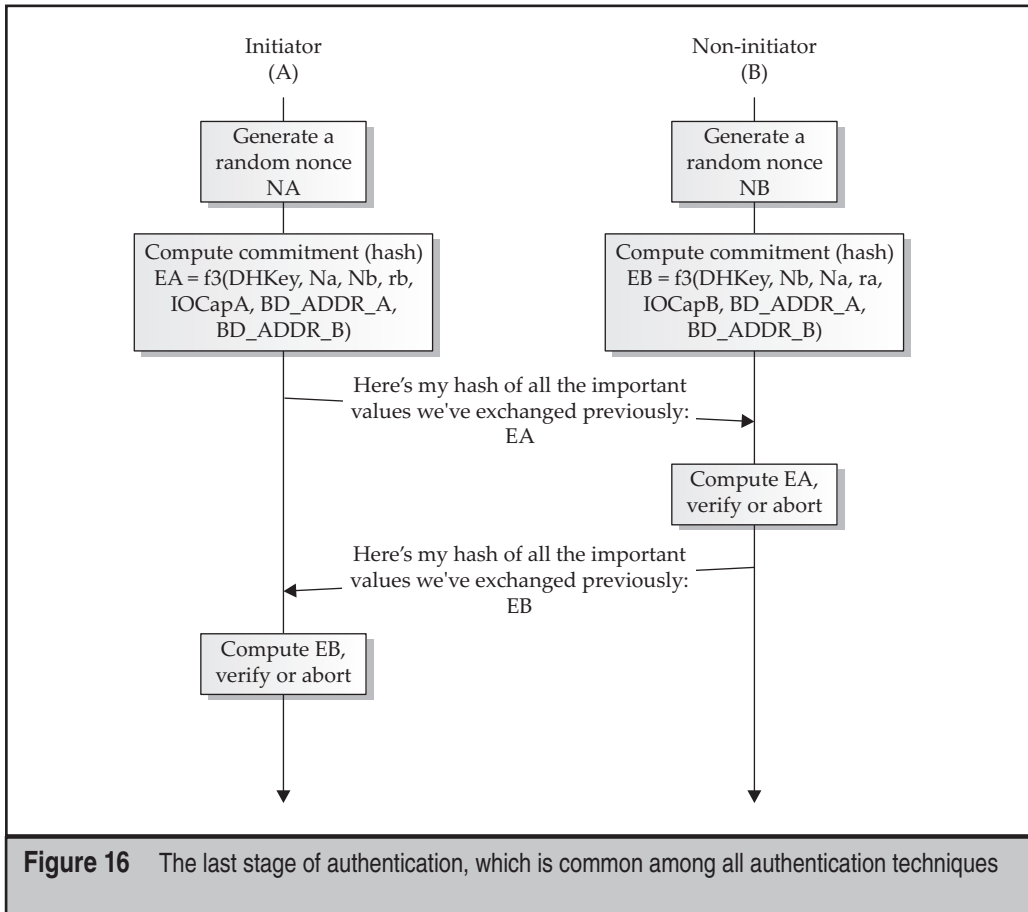 Initiator
(A)
Non-initiator
(B)
Generate a
random nonce
NA
Generate a
random nonce
NB
Compute commitment (hash)
EA = f3(DHKey, Na, Nb, rb,
IOCapA, BD_ADDR_A,
BD_ADDR_B)
Compute commitment (hash)
EB = f3(DHKey, Nb, Na, ra,
IOCapB, BD_ADDR_A,
BD_ADDR_B)
Here’s my hash of all the important
values we've exchanged previously:
EA
Compute EA,
verify or abort
Here’s my hash of all the important
values we've exchanged previously:
EB
Compute EB,
verify or abort
Figure 16 The last stage of authentication, which is common among all authentication techniques